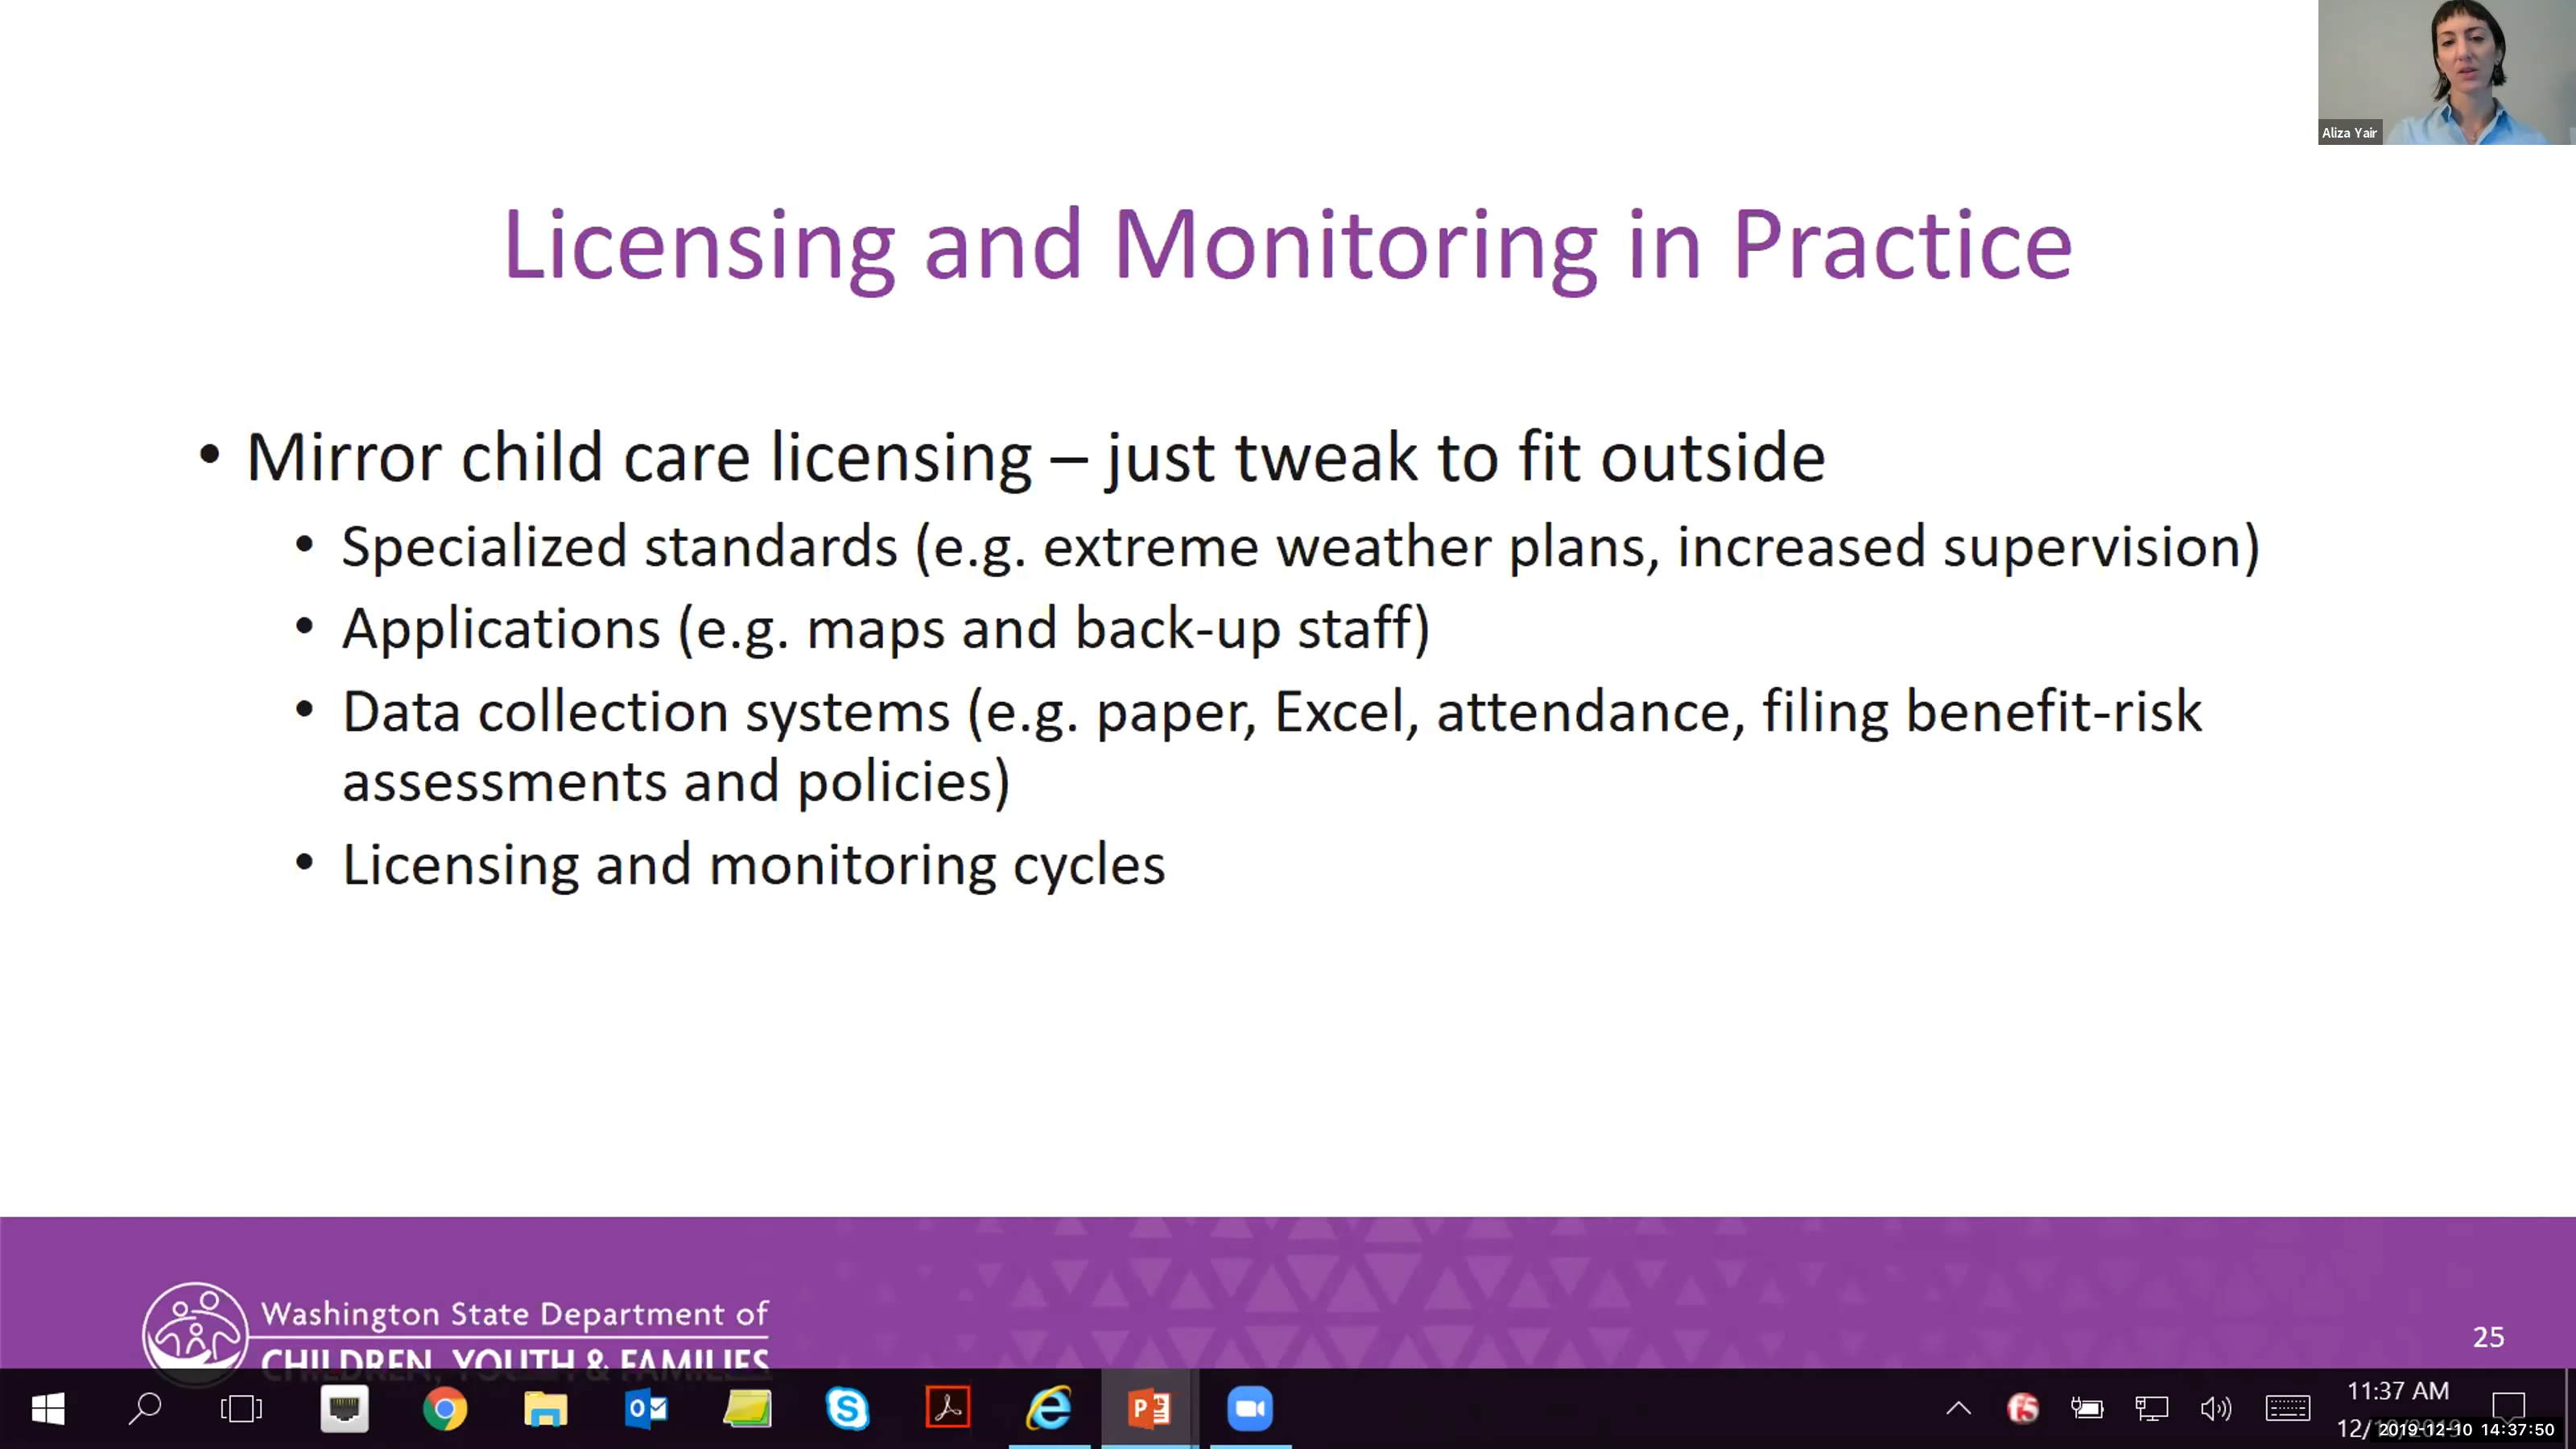 Aliza Yair
Licensing and Monitoring in Practice
• Mirror child care licensing – just tweak to fit outside
• Specialized standards (e.g. extreme weather plans, increased supervision)
• Applications (e.g. maps and back-up staff)
• Data collection systems (e.g. paper, Excel, attendance, filing benefit-risk
assessments and policies)
• Licensing and monitoring cycles
Washington State Department of
CHILDREN, YOUTH & FAMILIES
25
11:37 AM
12/
2019-12-10 14:37:50